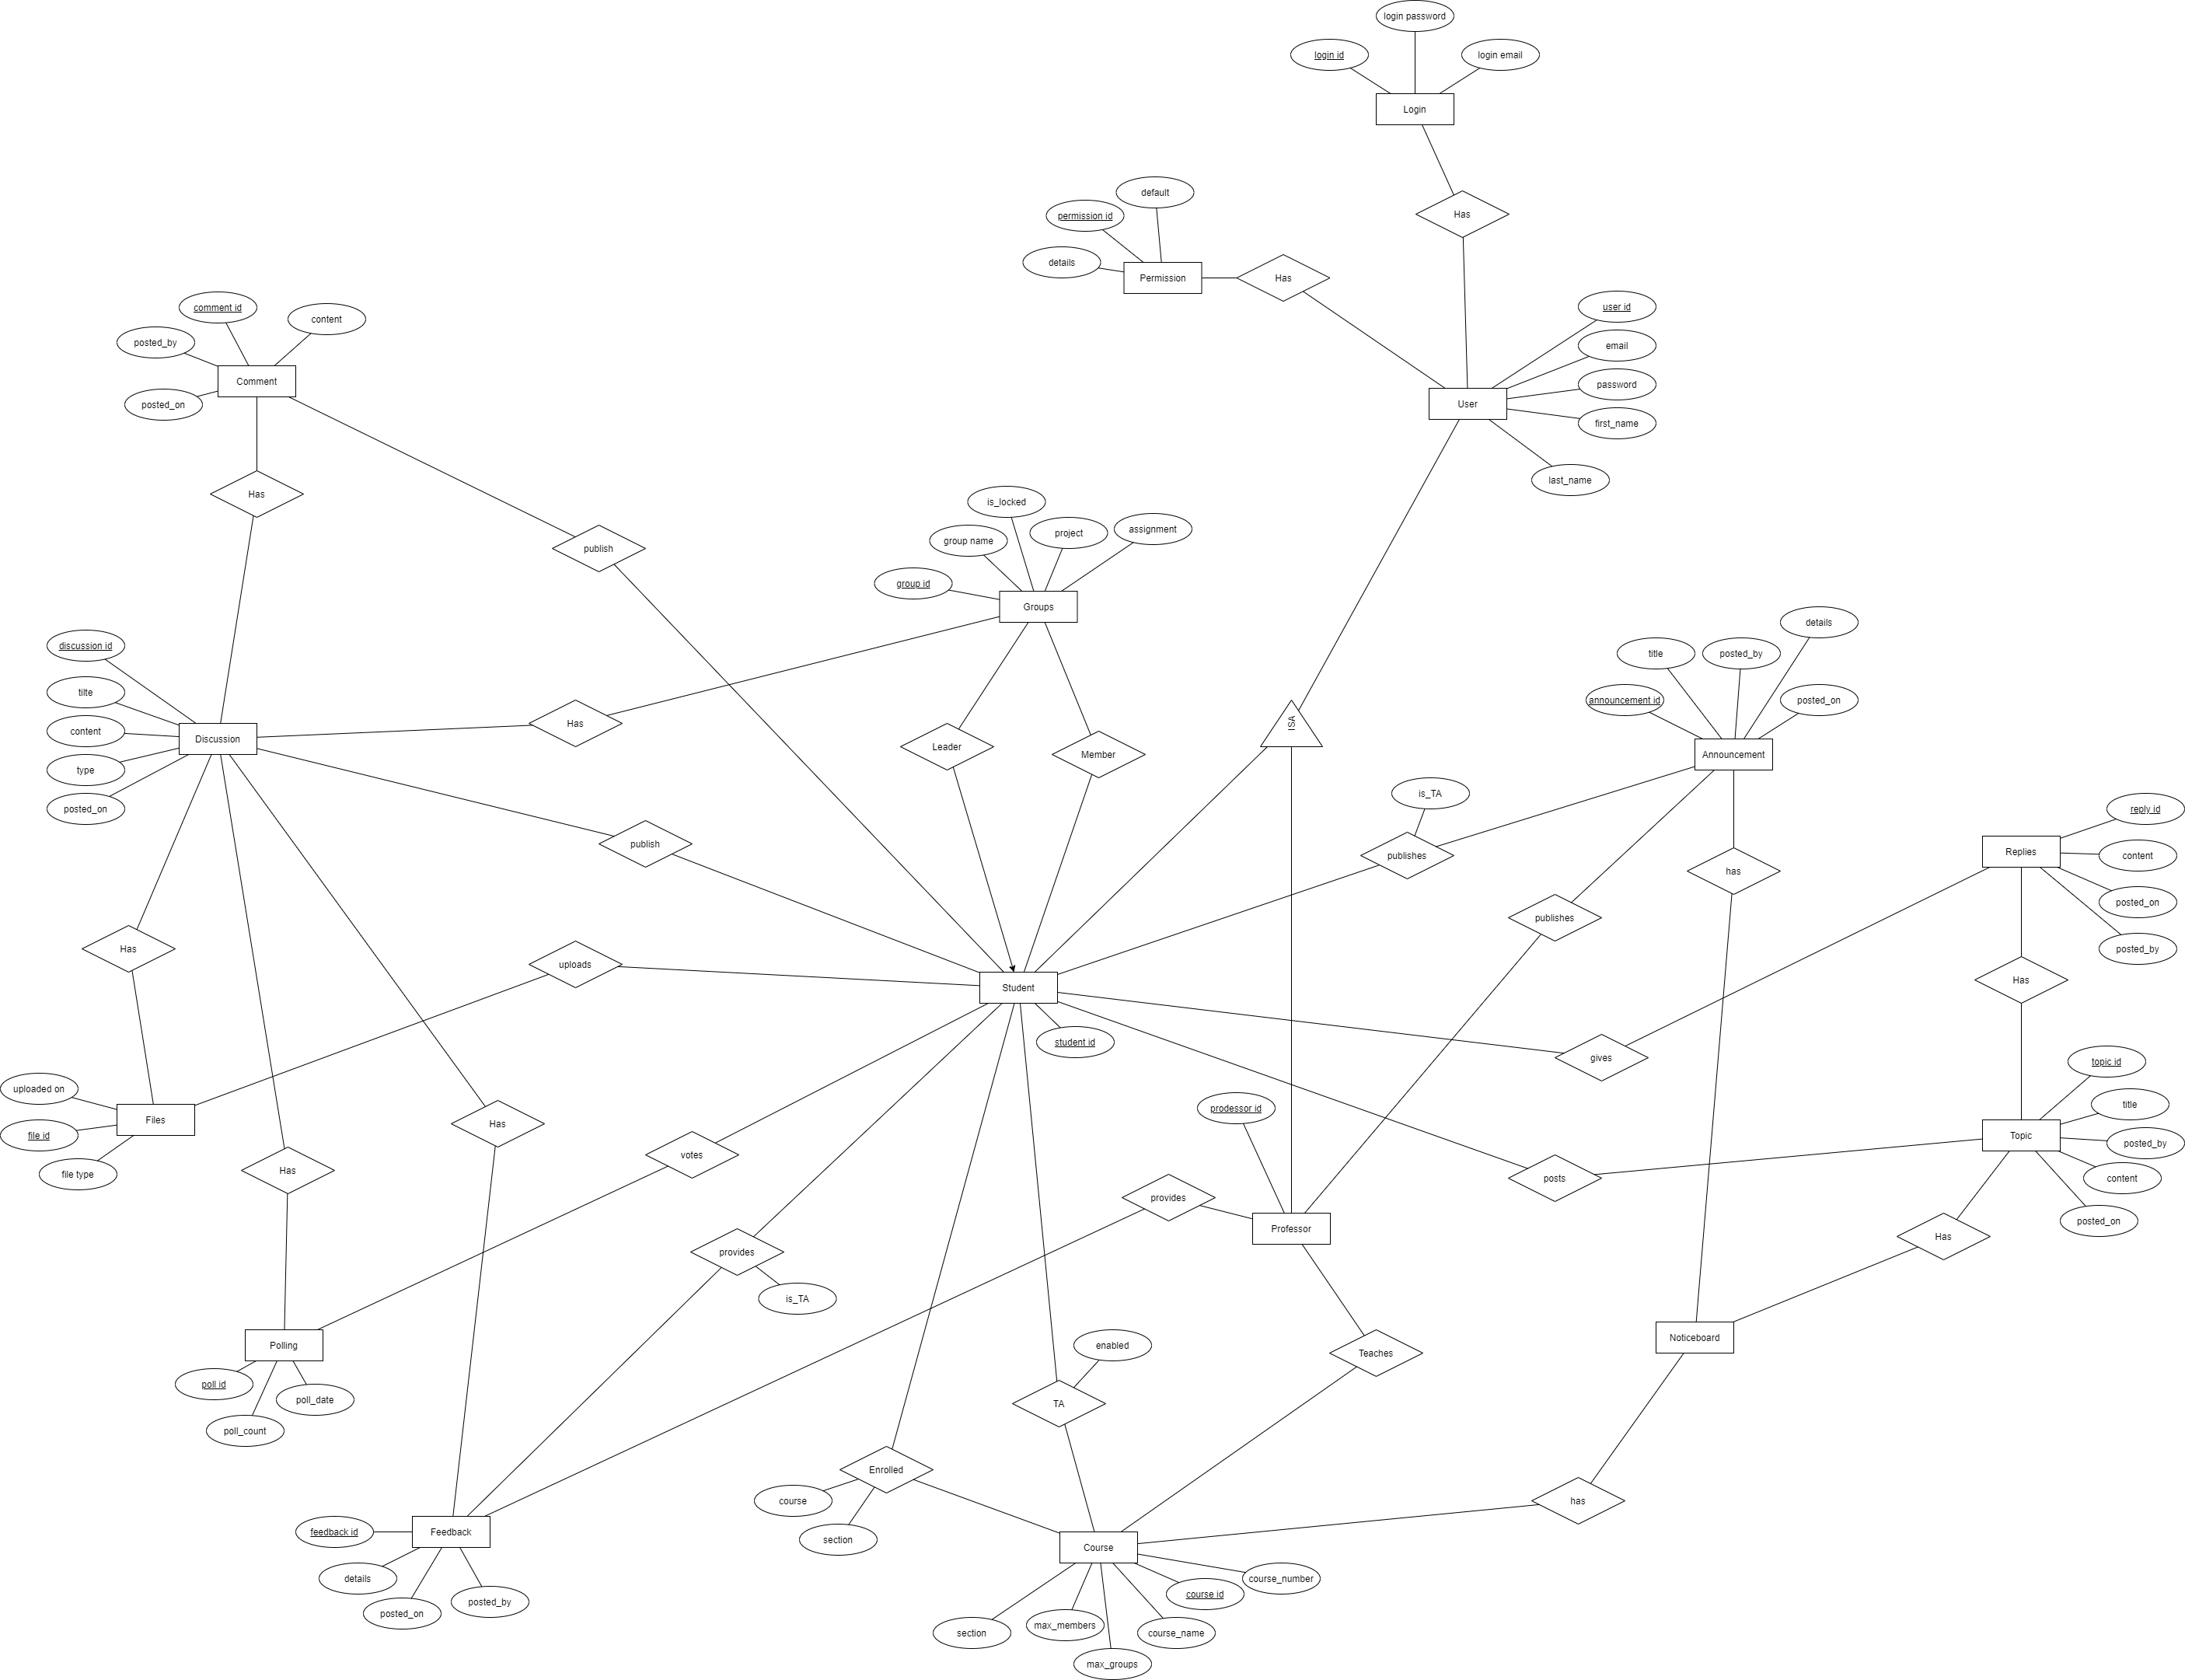 login password
login id
login email
Login
default
permission id
Has
details
Permission
Has
comment id
content
user id
posted_by
email
Comment
password
posted_on
User
first_name
last_name
Has
is_locked
project
assignment
group name
publish
group id
Groups
details
discussion id
title
posted_by
tilte
announcement id
posted_on
content
Has
ISA
Discussion
Leader
Member
Announcement
type
is_TA
posted_on
reply id
publish
publishes
Replies
content
has
posted_on
publishes
Has
posted_by
uploads
Has
Student
student id
gives
topic id
uploaded on
title
prodessor id
Files
Has
file id
Topic
posted_by
votes
file type
Has
posts
content
provides
posted_on
Professor
Has
provides
is_TA
Noticeboard
Polling
enabled
Teaches
poll id
poll_date
TA
poll_count
Enrolled
course
has
feedback id
Feedback
section
Course
details
course_number
course id
posted_by
posted_on
max_members
section
course_name
max_groups